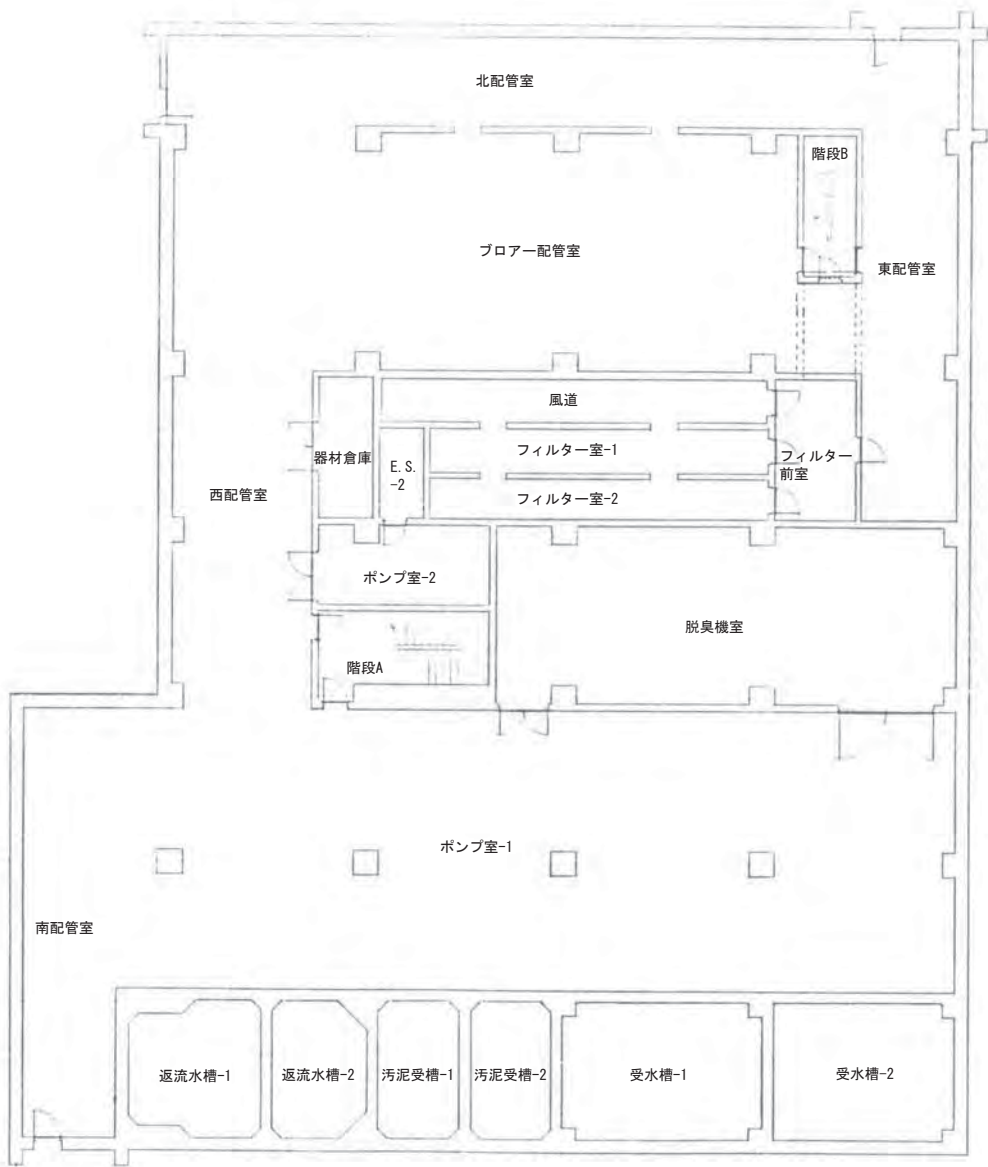 北配管室
階段B
ブロアー配管室
東配管室
風道
器材倉庫
E.S.
-2
フィルター室-1
フィルター
前室
西配管室
フィルター室-2
ポンプ室-2
脱臭機室
階段A
ポンプ室-1
南配管室
返流水槽-1
返流水槽-2
汚泥受槽-1
汚泥受槽-2
受水槽-1
受水槽-2